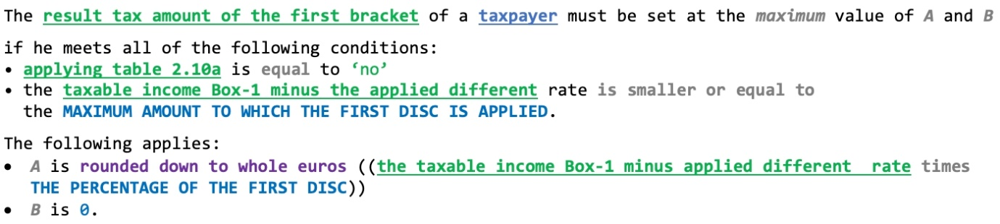 The result tax amount of the first bracket of a taxpayer must be set at the maximum value of A and B
if he meets all of the following conditions:
• applying table 2.10a is equal to ‘no’
• the taxable income Box-1 minus the applied different rate is smaller or equal to
the MAXIMUM AMOUNT TO WHICH THE FIRST DISC IS APPLIED.
The following applies:
• A is rounded down to whole euros ((the taxable income Box-1 minus applied different rate times
THE PERCENTAGE OF THE FIRST DISC))
• B is 0.